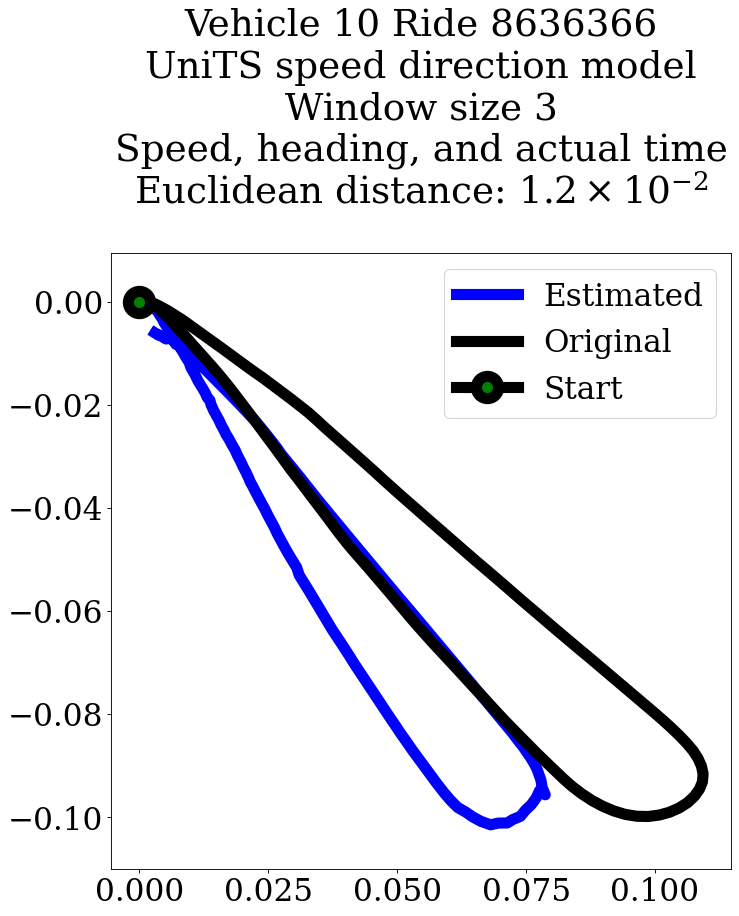 Vehicle 10 Ride 8636366
UniTS speed direction model
Window size 3
Speed, heading, and actual time
Euclidean distance: 1.2 × 10⁻²
Estimated
Original
Start
0.00
−0.02
−0.04
−0.06
−0.08
−0.10
0.000 0.025 0.050 0.075 0.100